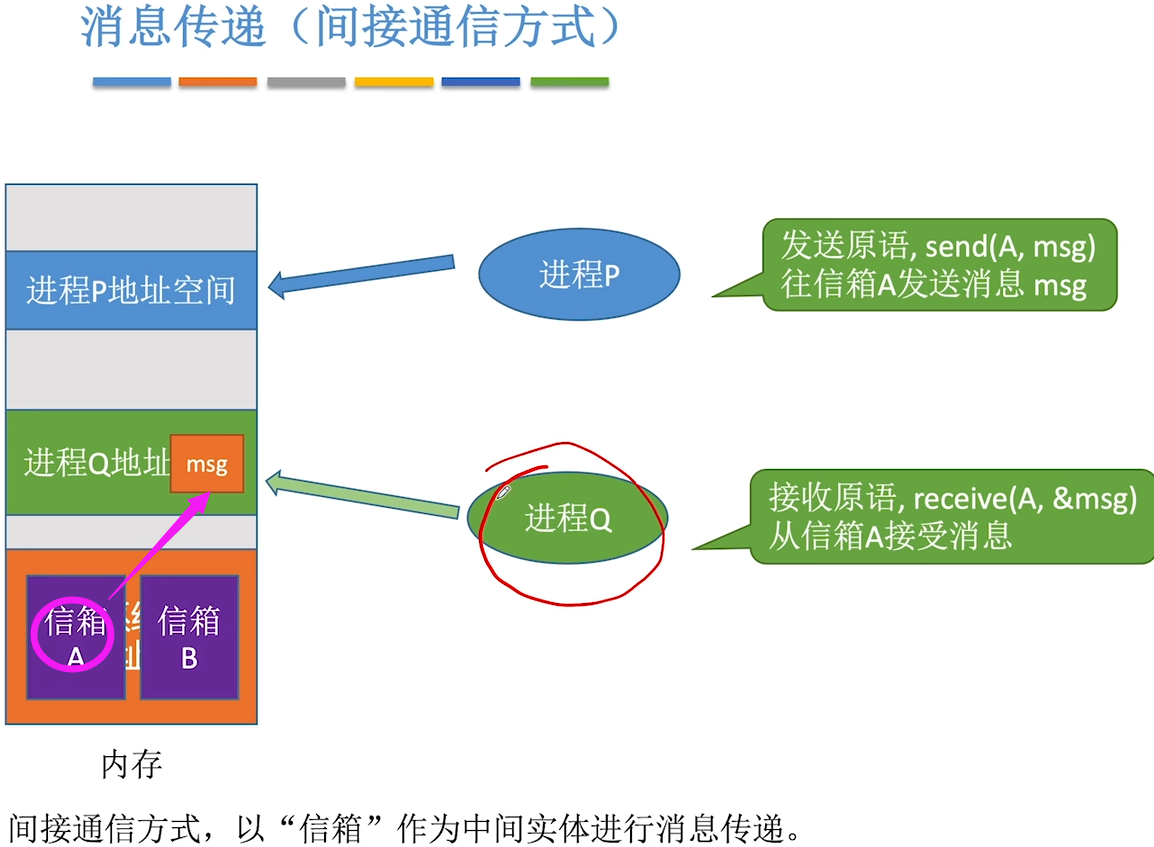 消息传递（间接通信方式）
进程P地址空间
进程P
发送原语, send(A, msg)
往信箱A发送消息 msg
进程Q地址
msg
进程Q
接收原语, receive(A, &msg)
从信箱A接受消息
信箱
A
信箱
B
内存
间接通信方式，以“信箱”作为中间实体进行消息传递。